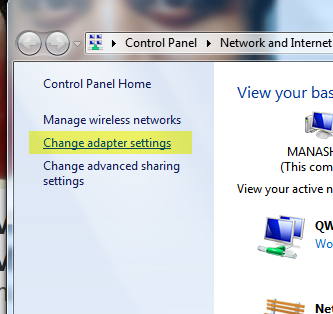 Control Panel Network and Internet
Control Panel Home
View your bas
Manage wireless networks
Change adapter settings
Change advanced sharing
settings
MANASH
(This com
View your active n
QW
Wo
Net